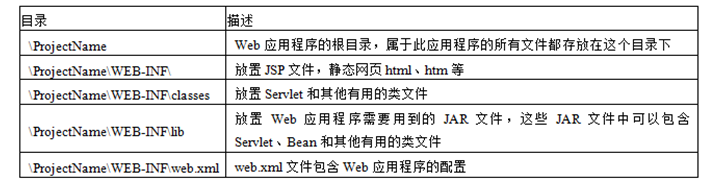 目录 描述
\ProjectName Web 应用程序的根目录，属于此应用程序的所有文件都存放在这个目录下
\ProjectName\WEB-INF\ 放置 JSP 文件，静态网页 html、htm 等
\ProjectName\WEB-INF\classes 放置 Servlet 和其他有用的类文件
\ProjectName\WEB-INF\lib 放置 Web 应用程序需要用到的 JAR 文件，这些 JAR 文件中可以包含
Servlet、Bean 和其他有用的类文件
\ProjectName\WEB-INF\web.xml web.xml 文件包含 Web 应用程序的配置